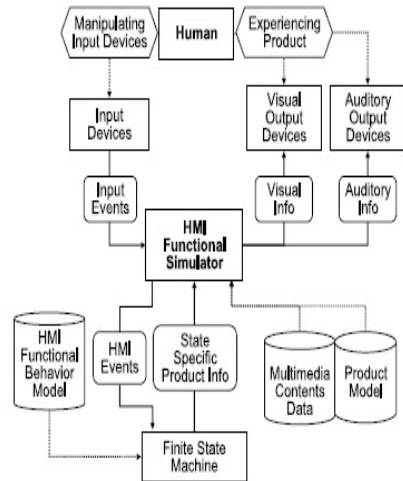 Manipulating
Input Devices
Human
Experiencing
Product
Input
Devices
Visual
Output
Devices
Auditory
Output
Devices
Input
Events
Visual
Info
Auditory
Info
HMI
Functional
Simulator
HMI
Functional
Behavior
Model
HMI
Events
State
Specific
Product Info
Multimedia
Contents
Data
Product
Model
Finite State
Machine